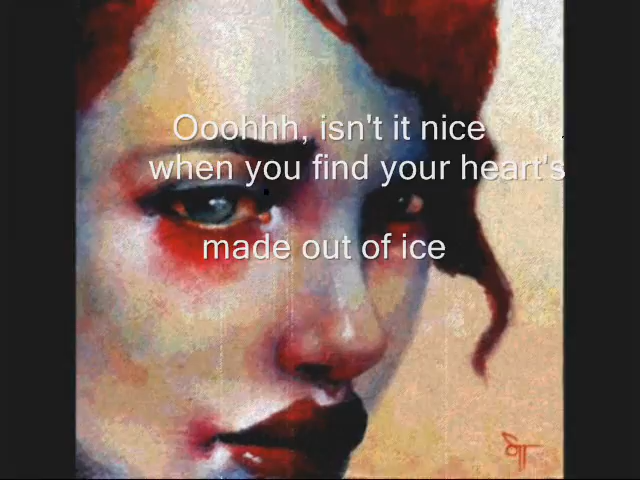 Ooohhh, isn't it nice
when you find your heart's
made out of ice